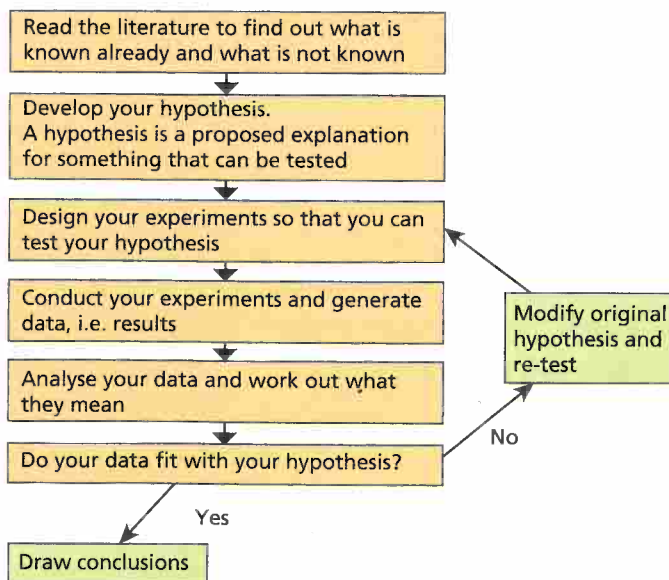 Read the literature to find out what is
known already and what is not known
Develop your hypothesis.
A hypothesis is a proposed explanation
for something that can be tested
Design your experiments so that you can
test your hypothesis
Conduct your experiments and generate
data, i.e. results
Analyse your data and work out what
they mean
Do your data fit with your hypothesis?
No
Modify original
hypothesis and
re-test
Yes
Draw conclusions